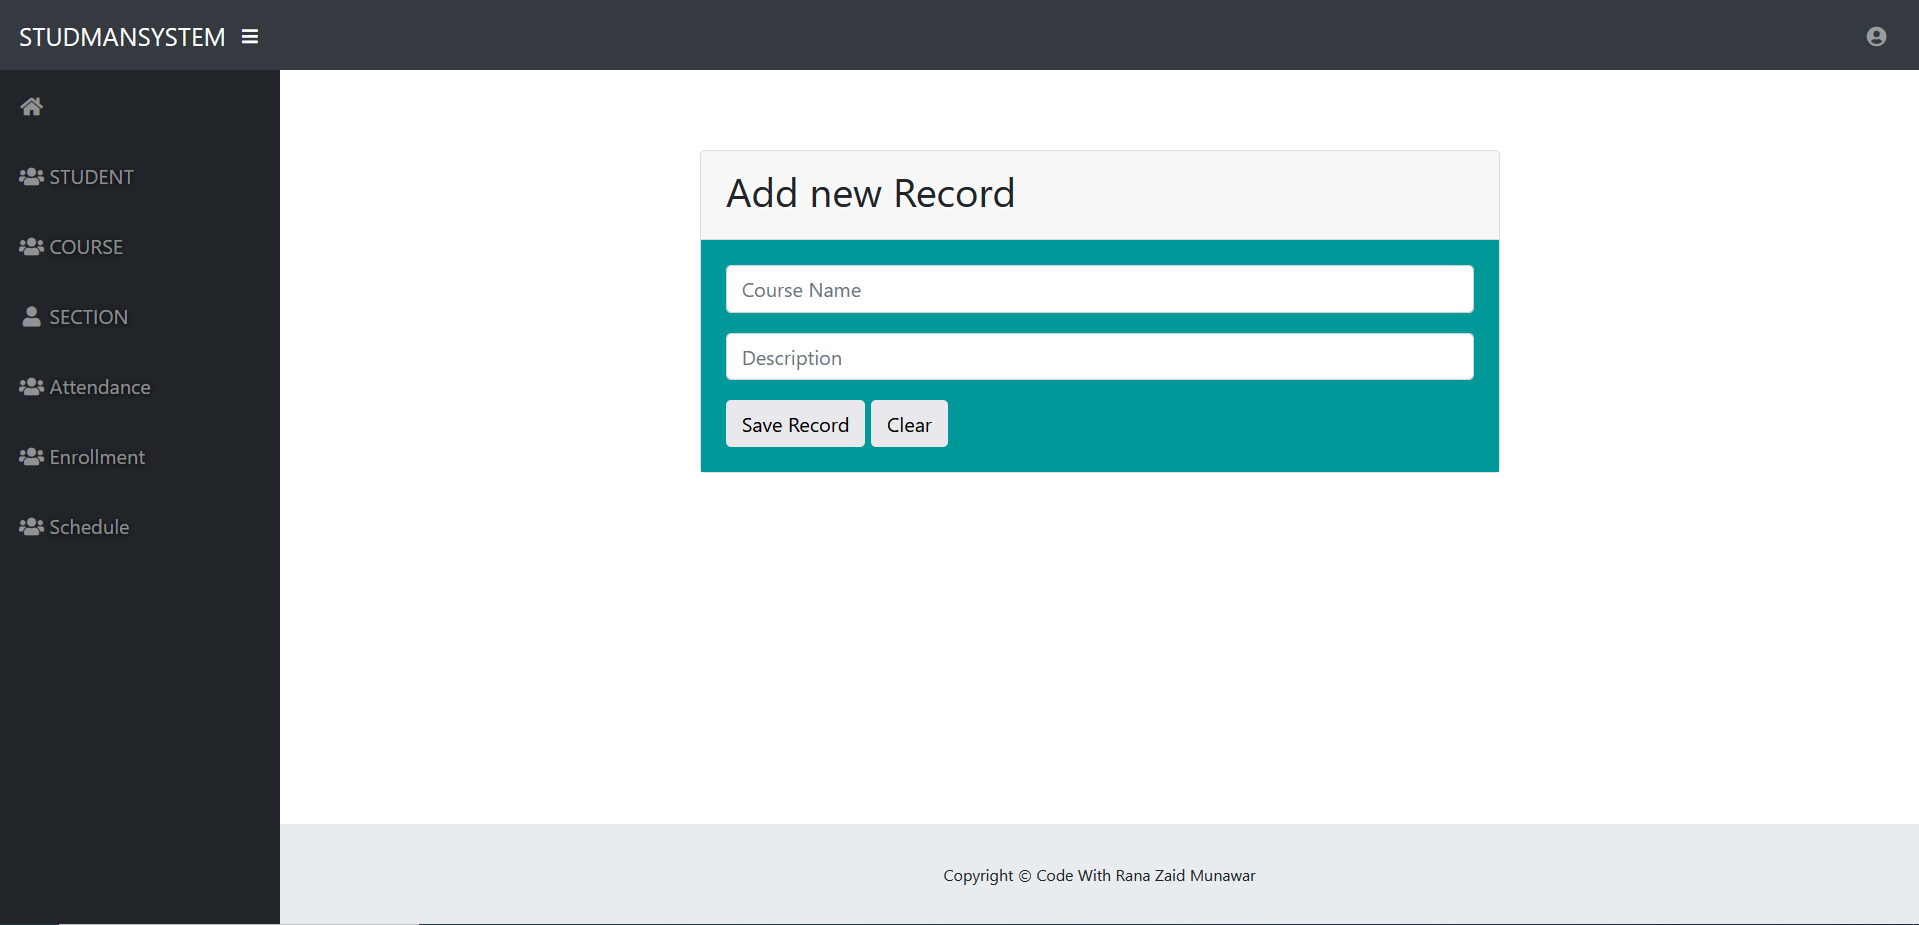 STUDMANSYSTEM
STUDENT
COURSE
SECTION
Attendance
Enrollment
Schedule
Add new Record
Course Name
Description
Save Record Clear
Copyright © Code With Rana Zaid Munawar